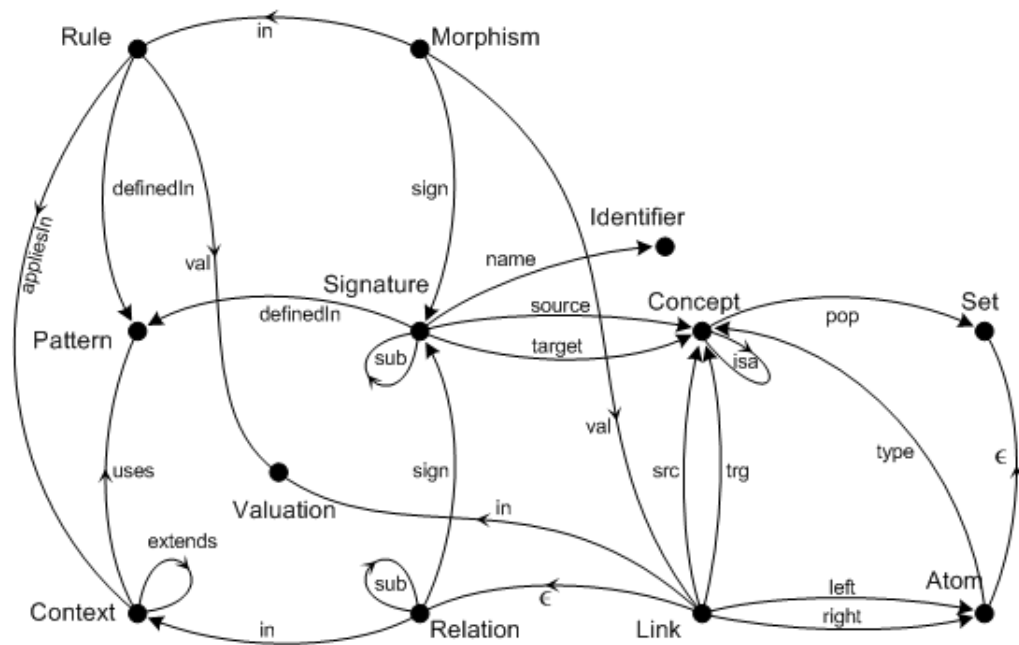 in
Rule
Morphism
definedIn
sign
appliesIn
Identifier
val
name
Signature
Concept
Set
source
definedIn
pop
Pattern
target
sub
isa
val
uses
sign
src
trg
type
ϵ
Valuation
in
extends
sub
Atom
left
ϵ
Context
in
Relation
Link
right